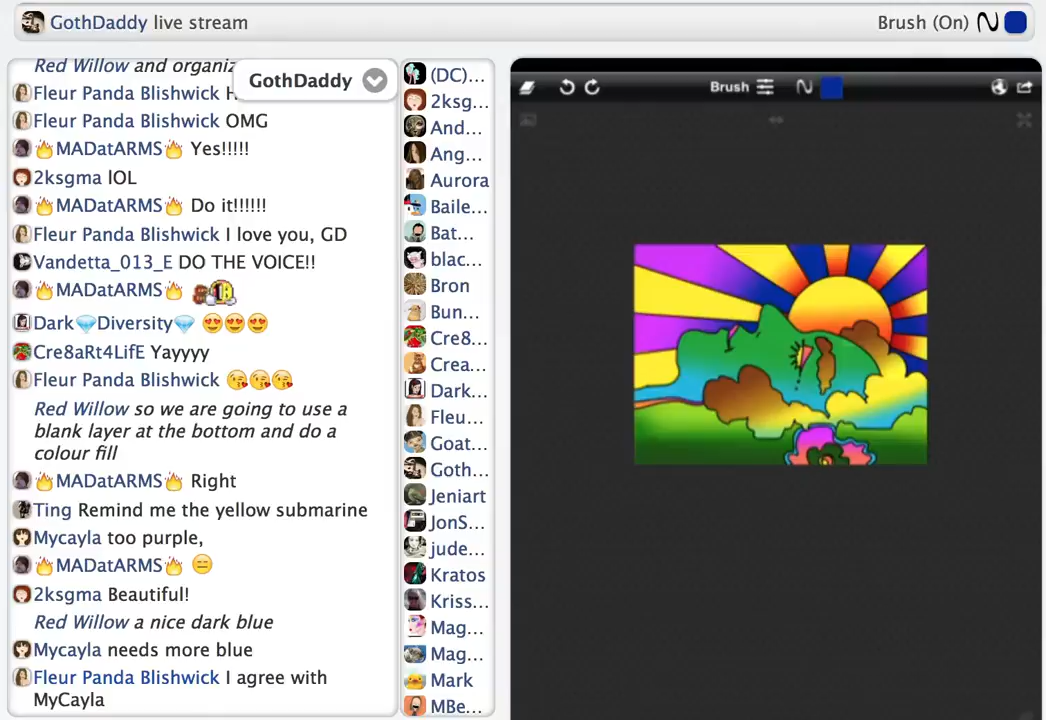 GothDaddy live stream
Brush (On)
GothDaddy
Red Willow and organiz
Fleur Panda Blishwick
Fleur Panda Blishwick OMG
🔥MADatARMS🔥 Yes!!!!!
2ksgma lOL
🔥MADatARMS🔥 Do it!!!!!!
Fleur Panda Blishwick I love you, GD
Vandetta_013_E DO THE VOICE!!
🔥MADatARMS🔥
Dark💎Diversity💎 😍😍😍
Cre8aRt4LifE Yayyyy
Fleur Panda Blishwick 😘😘😘
Red Willow so we are going to use a
blank layer at the bottom and do a
colour fill
🔥MADatARMS🔥 Right
Ting Remind me the yellow submarine
Mycayla too purple,
🔥MADatARMS🔥 😑
2ksgma Beautiful!
Red Willow a nice dark blue
Mycayla needs more blue
Fleur Panda Blishwick I agree with
MyCayla
(DC)...
2ksg...
And...
Ang...
Aurora
Baile...
Bat...
blac...
Bron
Bun...
Cre8...
Crea...
Dark...
Fleu...
Goat...
Goth...
Jeniart
JonS...
jude...
Kratos
Kriss...
Mag...
Mag...
Mark
MBe...
Brush